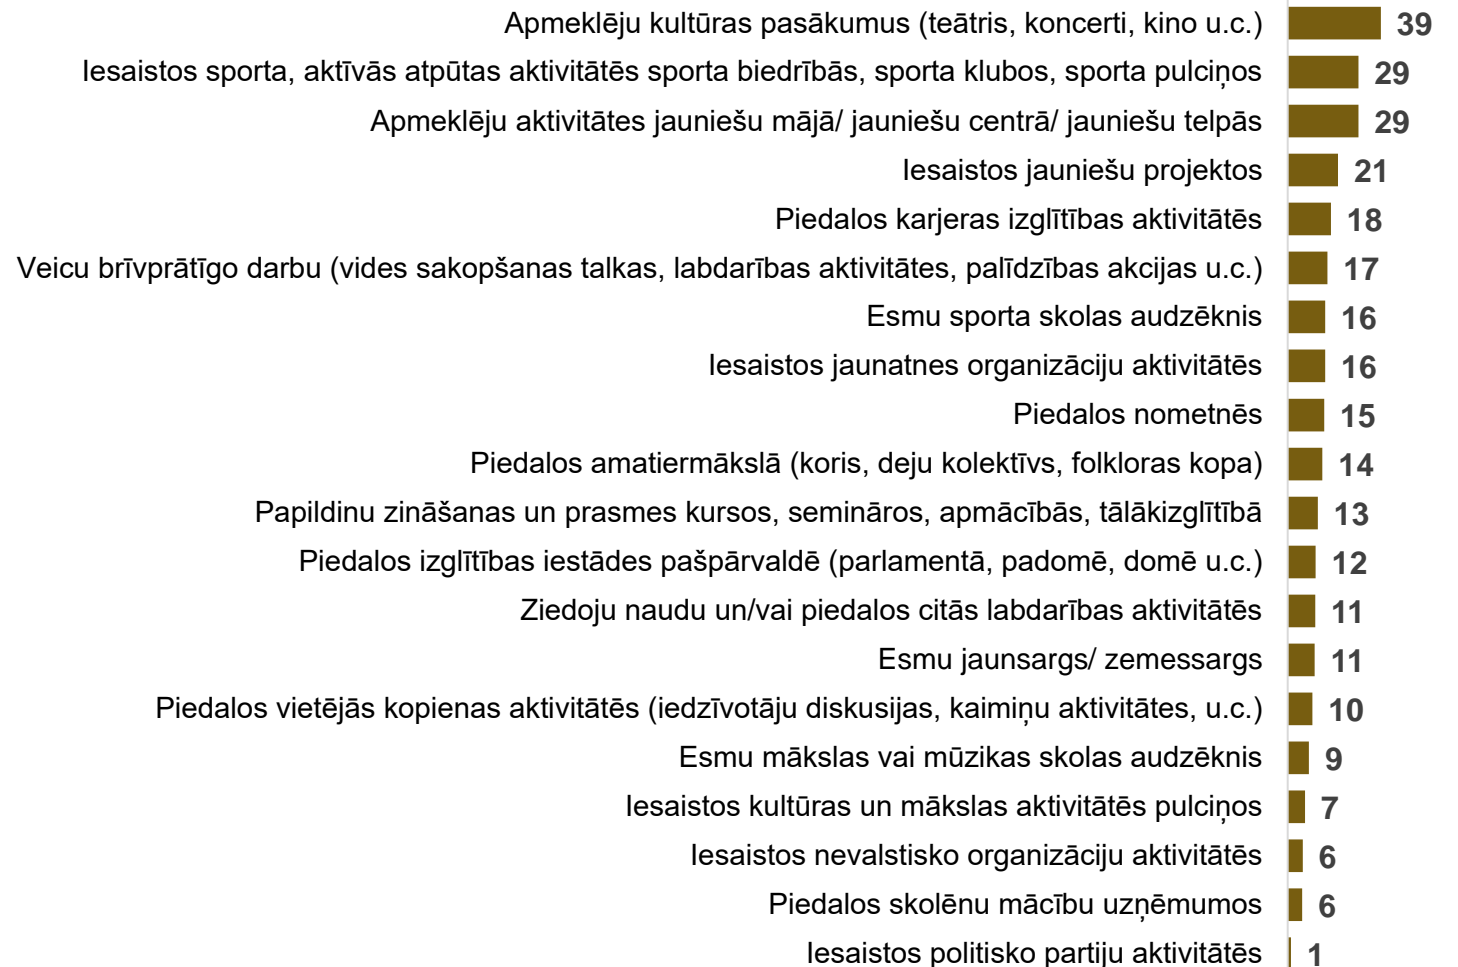 Apmeklēju kultūras pasākumus (teātris, koncerti, kino u.c.) 39
Iesaistos sporta, aktīvās atpūtas aktivitātēs sporta biedrībās, sporta klubos, sporta pulciņos 29
Apmeklēju aktivitātes jauniešu mājā/ jauniešu centrā/ jauniešu telpās 29
Iesaistos jauniešu projektos 21
Piedalos karjeras izglītības aktivitātēs 18
Veicu brīvprātīgo darbu (vides sakopšanas talkas, labdarības aktivitātes, palīdzības akcijas u.c.) 17
Esmu sporta skolas audzēknis 16
Iesaistos jaunatnes organizāciju aktivitātēs 16
Piedalos nometnēs 15
Piedalos amatiermākslā (koris, deju kolektīvs, folkloras kopa) 14
Papildinu zināšanas un prasmes kursos, semināros, apmācībās, tālākizglītībā 13
Piedalos izglītības iestādes pašpārvaldē (parlamentā, padomē, domē u.c.) 12
Ziedoju naudu un/vai piedalos citās labdarības aktivitātēs 11
Esmu jaunsargs/ zemessargs 11
Piedalos vietējās kopienas aktivitātēs (iedzīvotāju diskusijas, kaimiņu aktivitātes, u.c.) 10
Esmu mākslas vai mūzikas skolas audzēknis 9
Iesaistos kultūras un mākslas aktivitātēs pulciņos 7
Iesaistos nevalstisko organizāciju aktivitātēs 6
Piedalos skolēnu mācību uzņēmumos 6
Iesaistos politisko partiju aktivitātēs 1